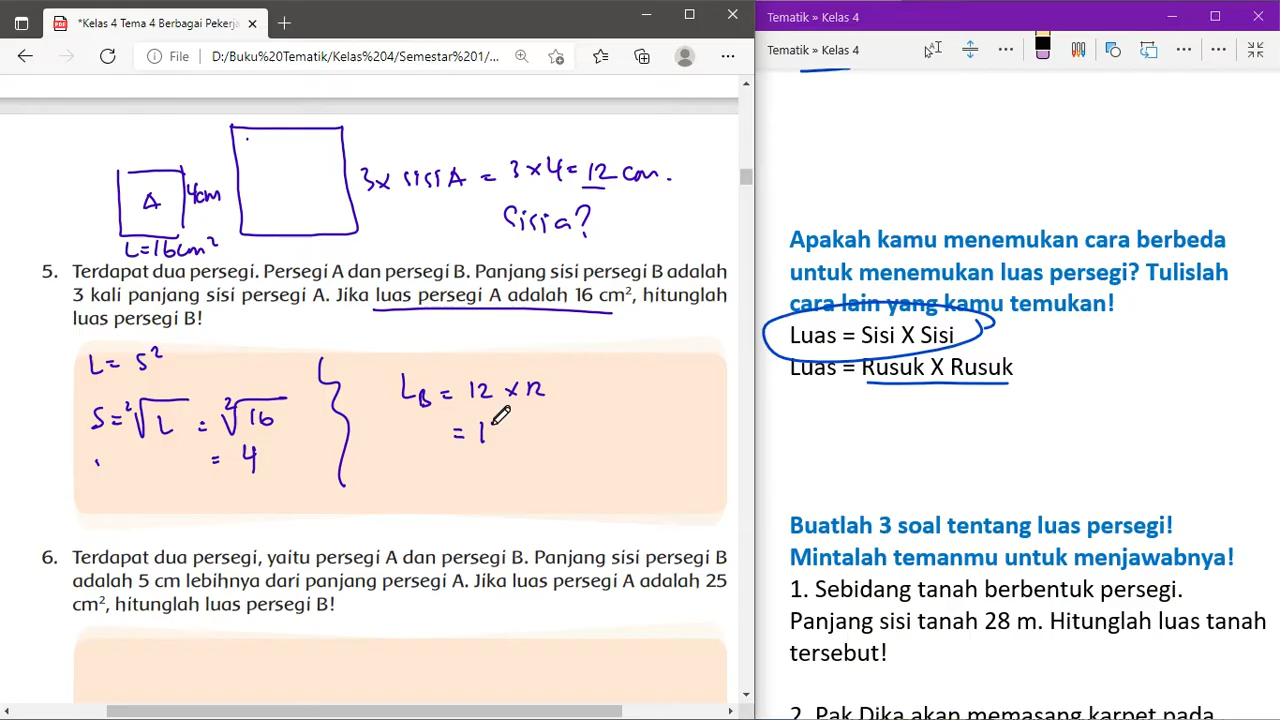 *Kelas 4 Tema 4 Berbagai Pekerja
File
D:/Buku%20Tematik/Kelas%204/Semestar%201/...
A
4cm
L=16cm²
3x sisi A = 3 x 4 = 12 cm.
Sisi a?
5. Terdapat dua persegi. Persegi A dan persegi B. Panjang sisi persegi B adalah
3 kali panjang sisi persegi A. Jika luas persegi A adalah 16 cm², hitunglah
luas persegi B!
L = S²
S = ²√L = ²√16
= 4
L_B = 12 x 12
= 1
6. Terdapat dua persegi, yaitu persegi A dan persegi B. Panjang sisi persegi B
adalah 5 cm lebihnya dari panjang persegi A. Jika luas persegi A adalah 25
cm², hitunglah luas persegi B!
Tematik » Kelas 4
Tematik » Kelas 4
Apakah kamu menemukan cara berbeda
untuk menemukan luas persegi? Tulislah
cara lain yang kamu temukan!
Luas = Sisi X Sisi
Luas = Rusuk X Rusuk
Buatlah 3 soal tentang luas persegi!
Mintalah temanmu untuk menjawabnya!
1. Sebidang tanah berbentuk persegi.
Panjang sisi tanah 28 m. Hitunglah luas tanah
tersebut!
2. Pak Dika akan memasang karpet pada